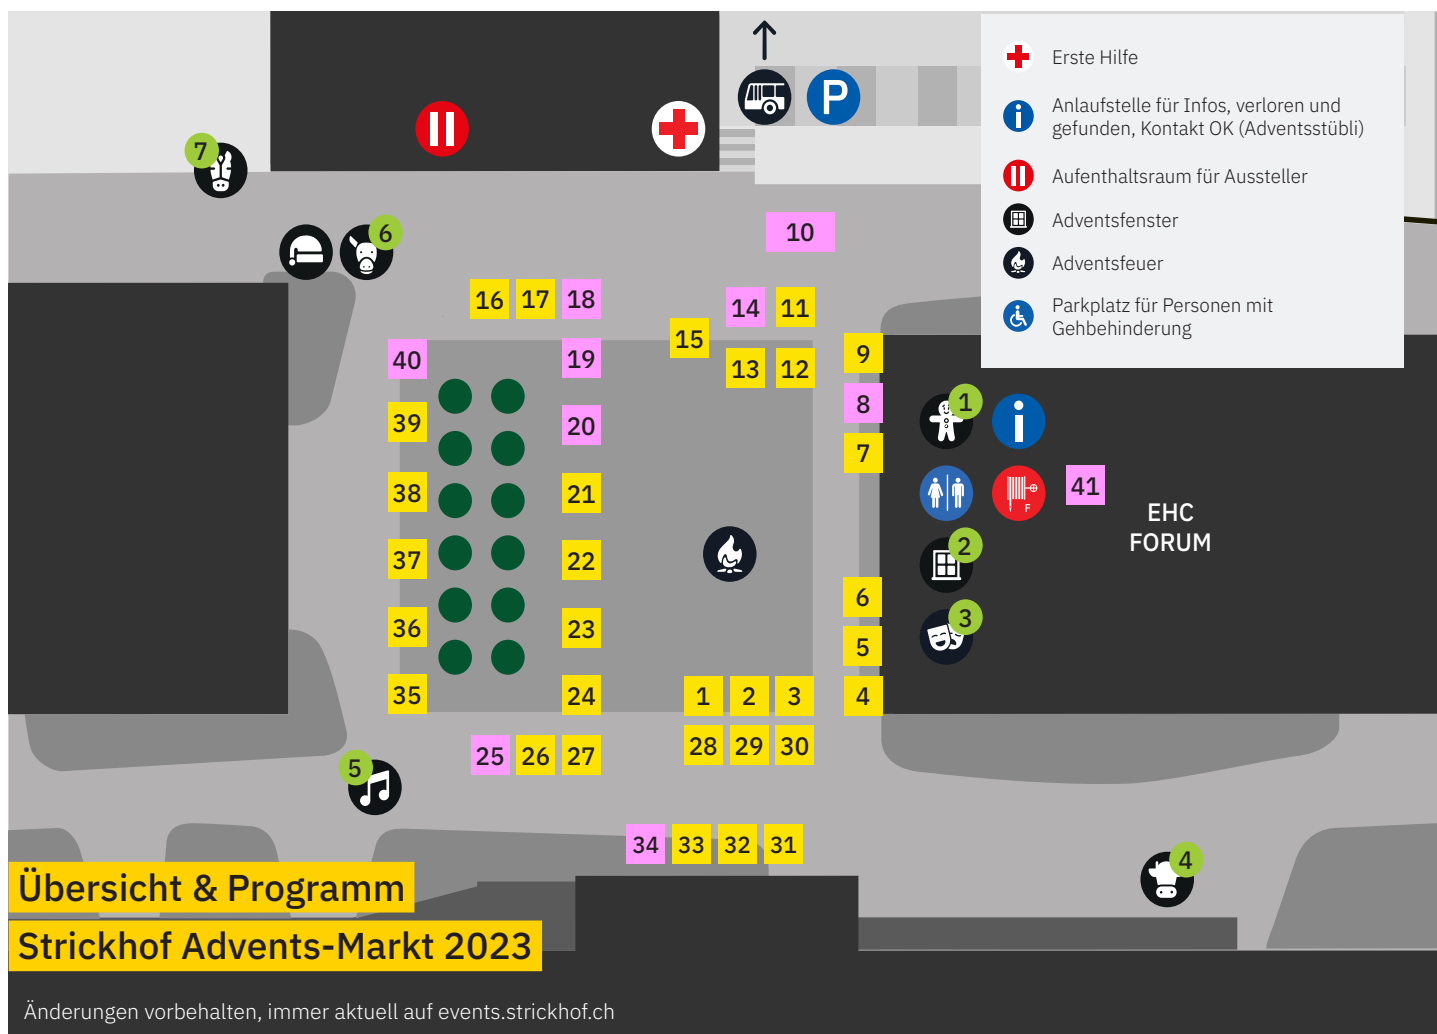 Erste Hilfe
Anlaufstelle für Infos, verloren und
gefunden, Kontakt OK (Adventsstübli)
Aufenthaltsraum für Aussteller
Adventsfenster
Adventsfeuer
Parkplatz für Personen mit
Gehbehinderung
P
7
6
10
16 17 18
14 11
15
40
19
13 12
9
8
7
39
20
1
38
21
41
EHC
FORUM
F
2
37
22
6
3
36
23
5
35
24
1 2 3
4
28 29 30
25 26 27
5
34 33 32 31
4
Übersicht & Programm
Strickhof Advents-Markt 2023
Änderungen vorbehalten, immer aktuell auf events.strickhof.ch